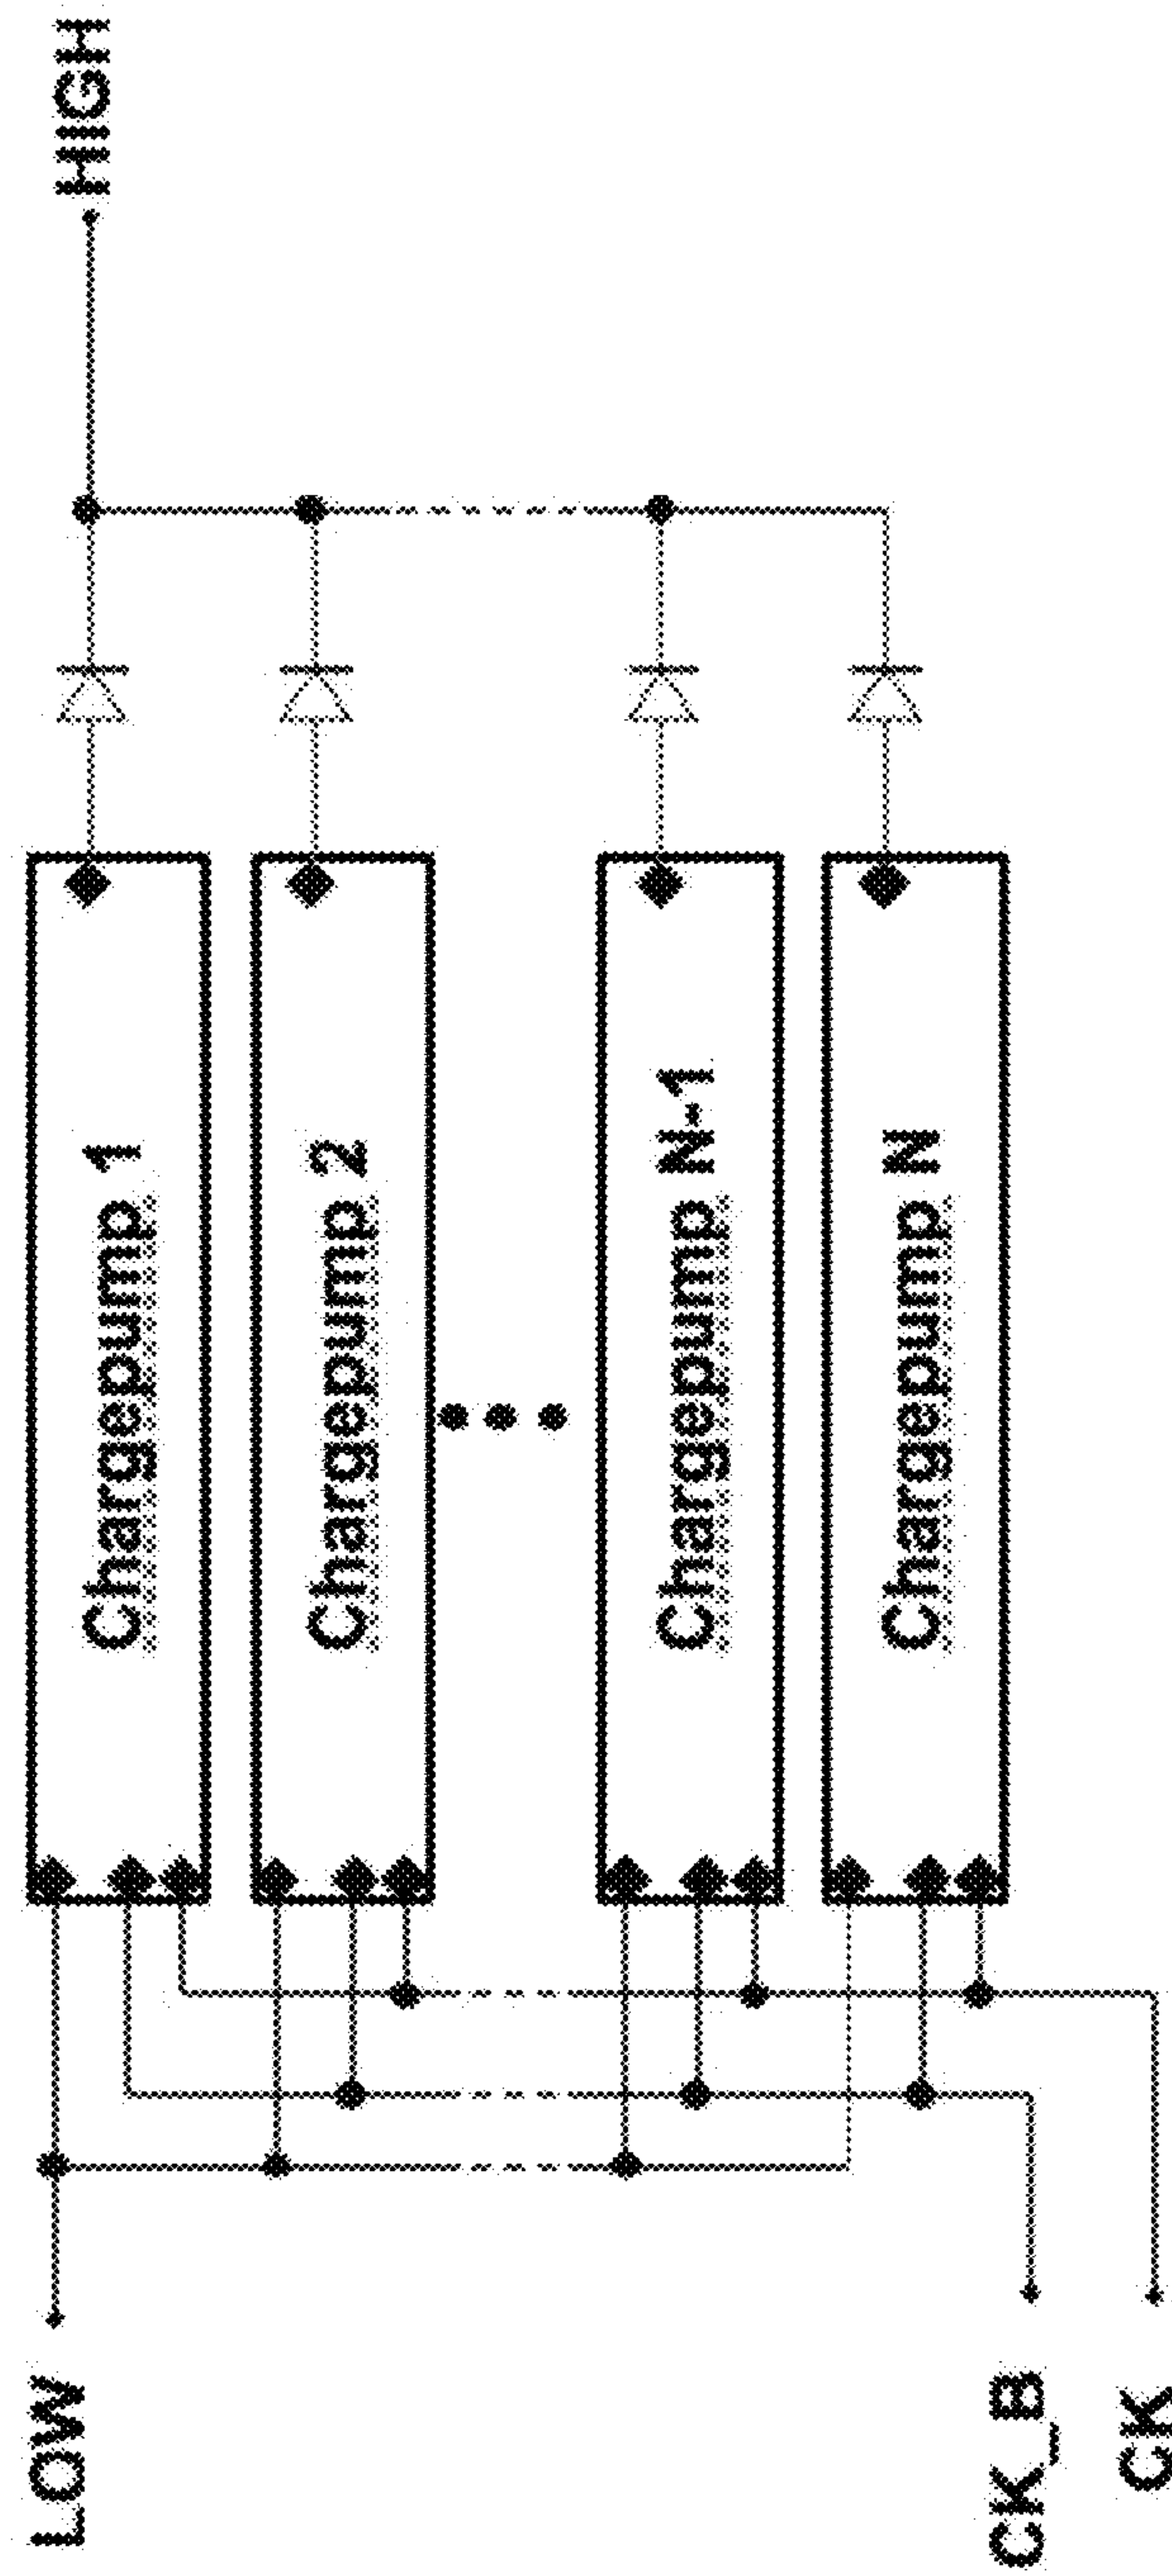 HIGH
Chargepump 1
Chargepump 2
Chargepump N-1
Chargepump N
LOW
CK_B
CK